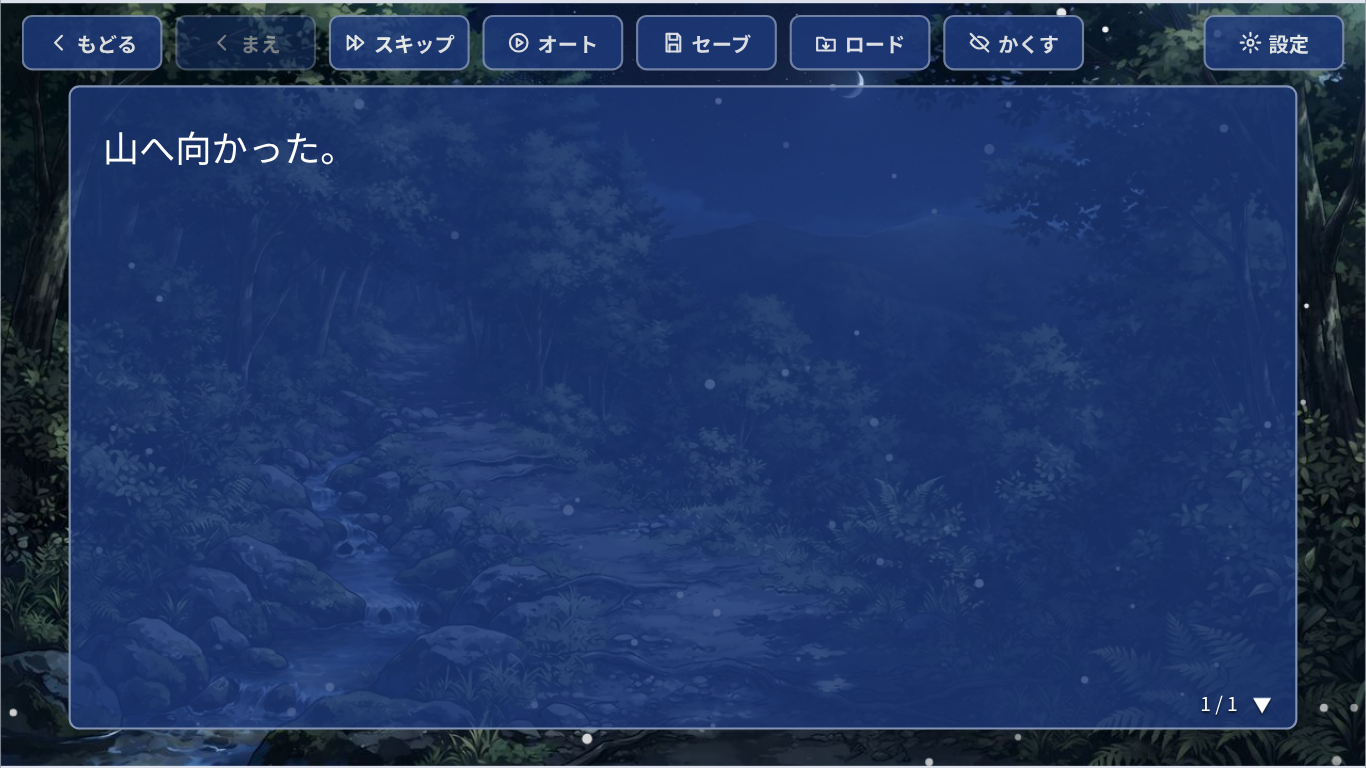 もどる
まえ
スキップ
オート
セーブ
ロード
かくす
設定
山へ向かった。
1/1 ▼